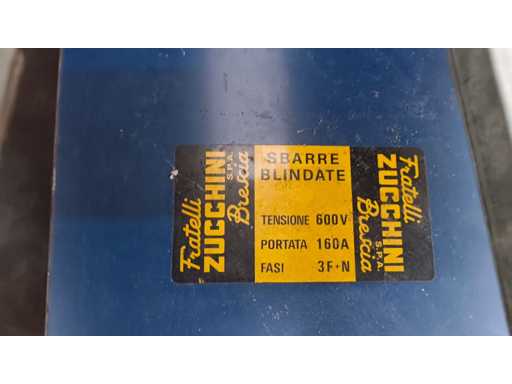 Fratelli
ZUCCHINI
S.P.A.
Brescia
SBARRE
BLINDATE
TENSIONE 600V
PORTATA 160A
FASI 3F+N
Fratelli
ZUCCHINI
S.P.A.
Brescia